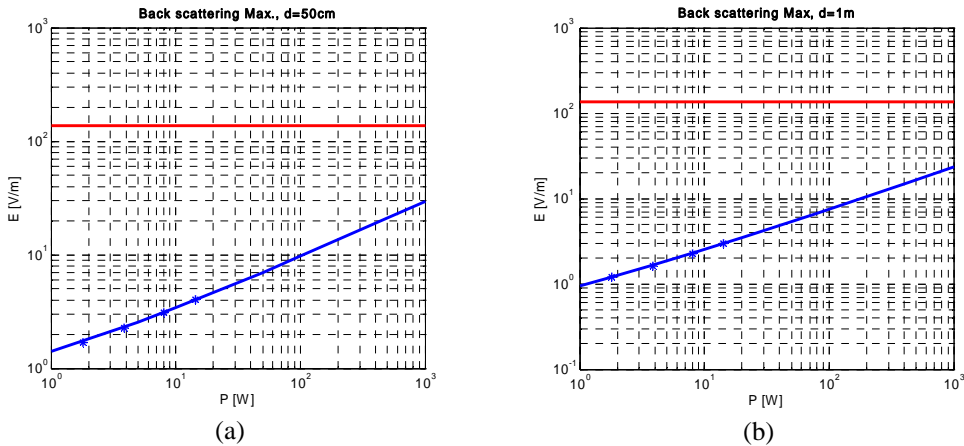 Back scattering Max., d=50cm
10^3
10^2
10^1
10^0
E [V/m]
10^0 10^1 10^2 10^3
P [W]
(a)
Back scattering Max, d=1m
10^3
10^2
10^1
10^0
10^-1
E [V/m]
10^0 10^1 10^2 10^3
P [W]
(b)